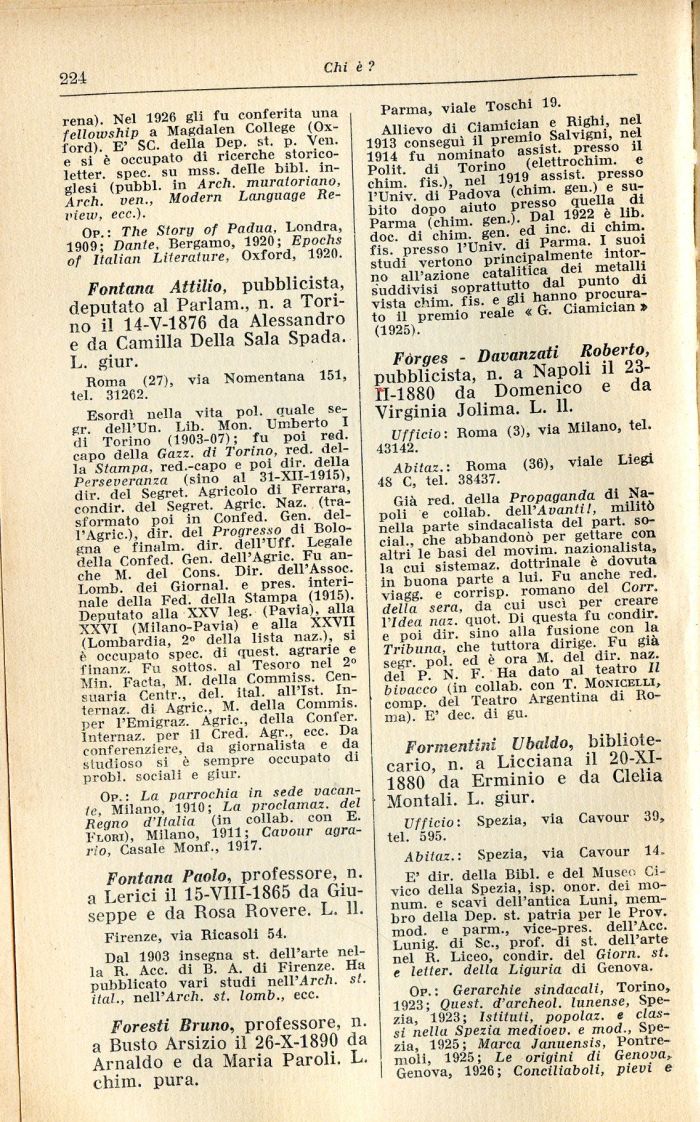 224
Chi è ?
rena). Nel 1926 gli fu conferita una
fellowship a Magdalen College (Ox-
ford). E' SC. della Dep. st. p. Ven.
e si è occupato di ricerche storico-
letter. spec. su mss. delle bibl. in-
glesi (pubbl. in Arch. muratoriano,
Arch. ven., Modern Language Re-
view, ecc.).
OP.: The Story of Padua, Londra,
1909; Dante, Bergamo, 1920; Epochs
of Italian Literature, Oxford, 1920.
Fontana Attilio, pubblicista,
deputato al Parlam., n. a Tori-
no il 14-V-1876 da Alessandro
e da Camilla Della Sala Spada.
L. giur.
Roma (27), via Nomentana 151,
tel. 31262.
Esordì nella vita pol. quale se-
gr. dell'Un. Lib. Mon. Umberto I
di Torino (1903-07); fu poi red.
capo della Gazz. di Torino, red. del-
la Stampa, red.-capo e poi dir. della
Perseveranza (sino al 31-XII-1915),
dir. del Segret. Agricolo di Ferrara,
condir. del Segret. Agric. Naz. (tra-
sformato poi in Confed. Gen. del-
l'Agric.), dir. del Progresso di Bolo-
gna e finalm. dir. dell'Uff. Legale
della Confed. Gen. dell'Agric. Fu an-
che M. del Cons. Dir. dell'Assoc.
Lomb. dei Giornal. e pres. interi-
nale della Fed. della Stampa (1915).
Deputato alla XXV leg. (Pavia), alla
XXVI (Milano-Pavia) e alla XXVII
(Lombardia, 2° della lista naz.), si
è occupato spec. di quest. agrarie e
finanz. Fu sottos. al Tesoro nel 2°
Min. Facta, M. della Commiss. Cen-
suaria Centr., del. ital. all'Ist. In-
ternaz. di Agric., M. della Commis.
per l'Emigraz. Agric., della Confer.
Internaz. per il Cred. Agr., ecc. Da
conferenziere, da giornalista e da
studioso si è sempre occupato di
probl. sociali e giur.
OP.: La parrochia in sede vacan-
te, Milano, 1910; La proclamaz. del
Regno d'Italia (in collab. con E.
FLORI), Milano, 1911; Cavour agra-
rio, Casale Monf., 1917.
Fontana Paolo, professore, n.
a Lerici il 15-VIII-1865 da Giu-
seppe e da Rosa Rovere. L. ll.
Firenze, via Ricasoli 54.
Dal 1903 insegna st. dell'arte nel-
la R. Acc. di B. A. di Firenze. Ha
pubblicato vari studi nell'Arch. st.
ital., nell'Arch. st. lomb., ecc.
Foresti Bruno, professore, n.
a Busto Arsizio il 26-X-1890 da
Arnaldo e da Maria Paroli. L.
chim. pura.
Parma, viale Toschi 19.
Allievo di Ciamician e Righi, nel
1913 conseguì il premio Salvigni, nel
1914 fu nominato assist. presso il
Polit. di Torino (elettrochim. e
chim. fis.), nel 1919 assist. presso
l'Univ. di Padova (chim. gen.) e su-
bito dopo aiuto presso quella di
Parma (chim. gen.). Dal 1922 è lib.
doc. di chim. gen. ed inc. di chim.
fis. presso l'Univ. di Parma. I suoi
studi vertono principalmente intor-
no all'azione catalitica dei metalli
suddivisi soprattutto dal punto di
vista chim. fis. e gli hanno procura-
to il premio reale « G. Ciamician »
(1925).
Fòrges - Davanzati Roberto,
pubblicista, n. a Napoli il 23-
II-1880 da Domenico e da
Virginia Jolima. L. ll.
Ufficio: Roma (3), via Milano, tel.
43142.
Abitaz.: Roma (36), viale Liegi
48 C, tel. 38437.
Già red. della Propaganda di Na-
poli e collab. dell'Avanti!, militò
nella parte sindacalista del part. so-
cial., che abbandonò per gettare con
altri le basi del movim. nazionalista,
la cui sistemaz. dottrinale è dovuta
in buona parte a lui. Fu anche red.
viagg. e corrisp. romano del Corr.
della sera, da cui uscì per creare
l'Idea naz. quot. Di questa fu condir.
e poi dir. sino alla fusione con la
Tribuna, che tuttora dirige. Fu già
segr. pol. ed è ora M. del dir. naz.
del P. N. F. Ha dato al teatro Il
bivacco (in collab. con T. MONICELLI,
comp. del Teatro Argentina di Ro-
ma). E' dec. di gu.
Formentini Ubaldo, bibliote-
cario, n. a Licciana il 20-XI-
1880 da Erminio e da Clelia
Montali. L. giur.
Ufficio: Spezia, via Cavour 39,
tel. 595.
Abitaz.: Spezia, via Cavour 14.
E' dir. della Bibl. e del Museo Ci-
vico della Spezia, isp. onor. dei mo-
num. e scavi dell'antica Luni, mem-
bro della Dep. st. patria per le Prov.
mod. e parm., vice-pres. dell'Acc.
Lunig. di Sc., prof. di st. dell'arte
nel R. Liceo, condir. del Giorn. st.
e letter. della Liguria di Genova.
OP.: Gerarchie sindacali, Torino,
1923; Quest. d'archeol. lunense, Spe-
zia, 1923; Istituti, popolaz. e clas-
si nella Spezia medioev. e mod., Spe-
zia, 1925; Marca Januensis, Pontre-
moli, 1925; Le origini di Genova,
Genova, 1926; Conciliaboli, pievi e